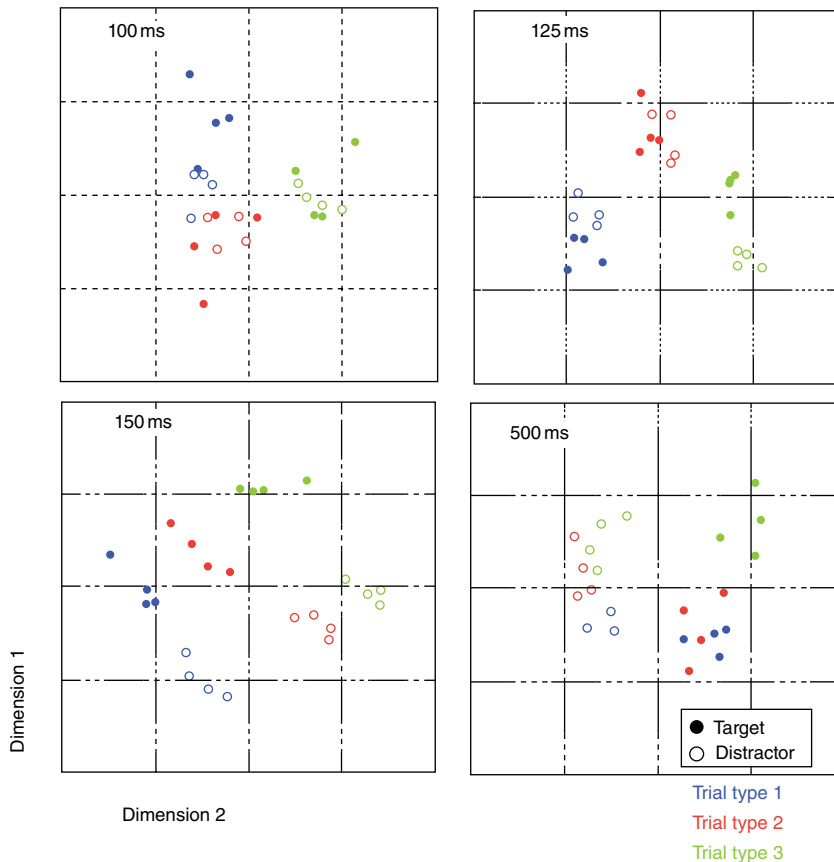 100 ms
125 ms
150 ms
500 ms
Dimension 1
Target
Distractor
Dimension 2
Trial type 1
Trial type 2
Trial type 3